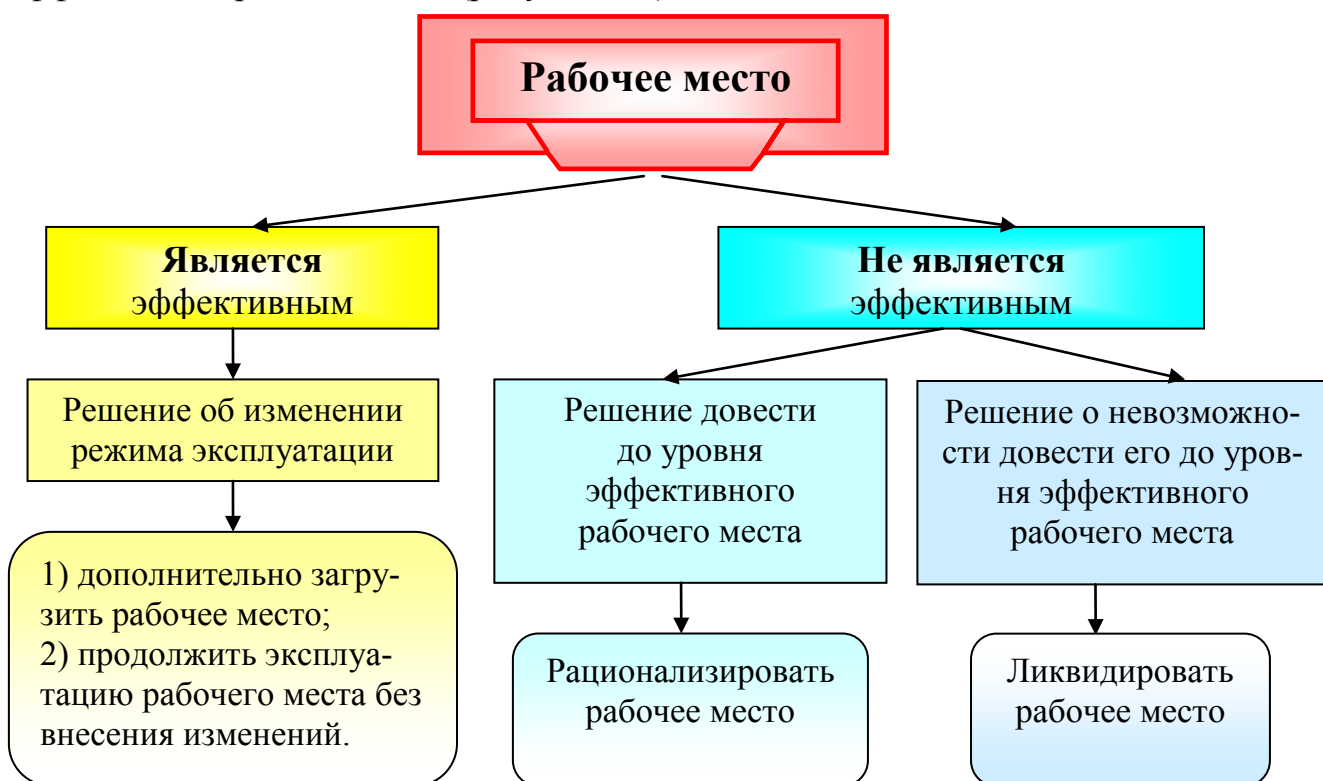 Рабочее место
Является
эффективным
Не является
эффективным
Решение об изменении
режима эксплуатации
Решение довести
до уровня
эффективного
рабочего места
Решение о невозможно-
сти довести его до уров-
ня эффективного
рабочего места
1) дополнительно загру-
зить рабочее место;
2) продолжить эксплуа-
тацию рабочего места без
внесения изменений.
Рационализировать
рабочее место
Ликвидировать
рабочее место